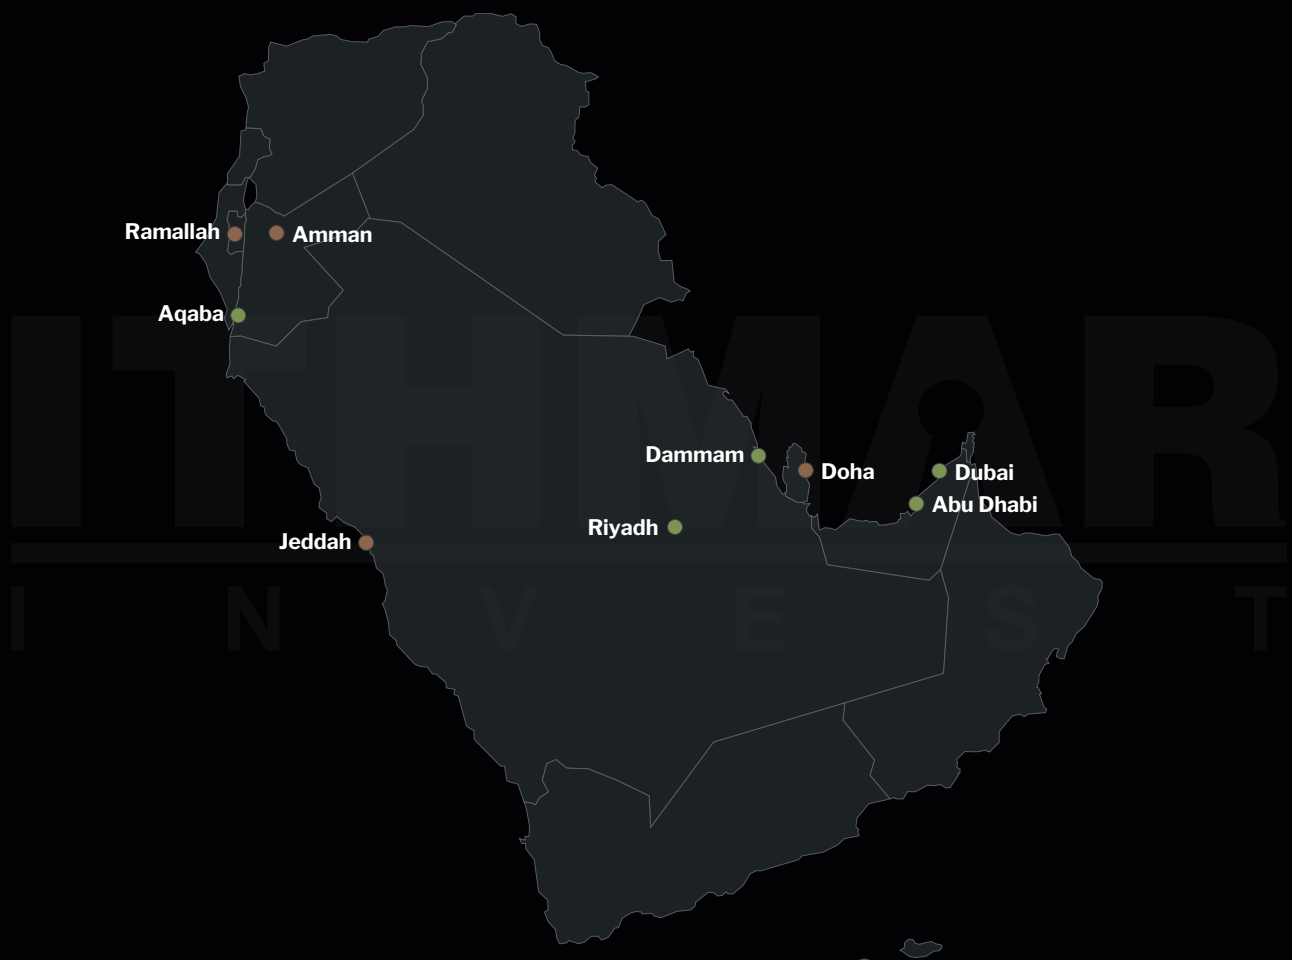 Ramallah
Amman
Aqaba
ITHMAR
Dammam
Doha
Dubai
Abu Dhabi
Riyadh
Jeddah
INVEST